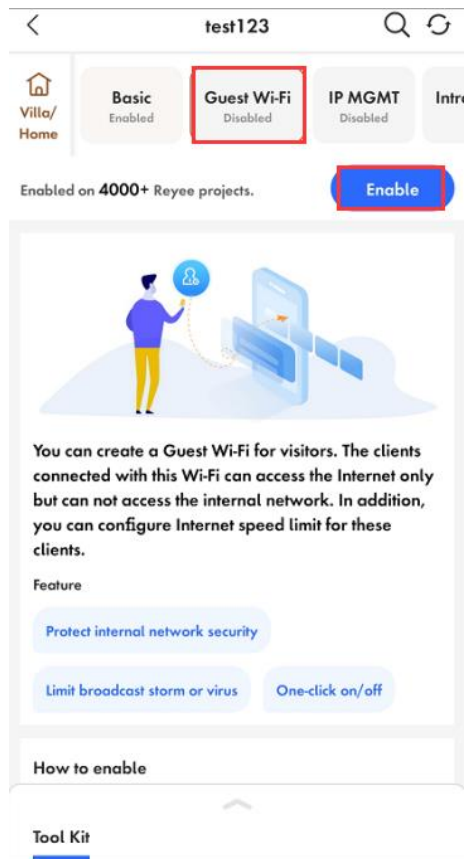 test123
Villa/
Home
Basic
Enabled
Guest Wi-Fi
Disabled
IP MGMT
Disabled
Intr
Enabled on 4000+ Reyee projects.
Enable
You can create a Guest Wi-Fi for visitors. The clients
connected with this Wi-Fi can access the Internet only
but can not access the internal network. In addition,
you can configure Internet speed limit for these
clients.
Feature
Protect internal network security
Limit broadcast storm or virus
One-click on/off
How to enable
Tool Kit